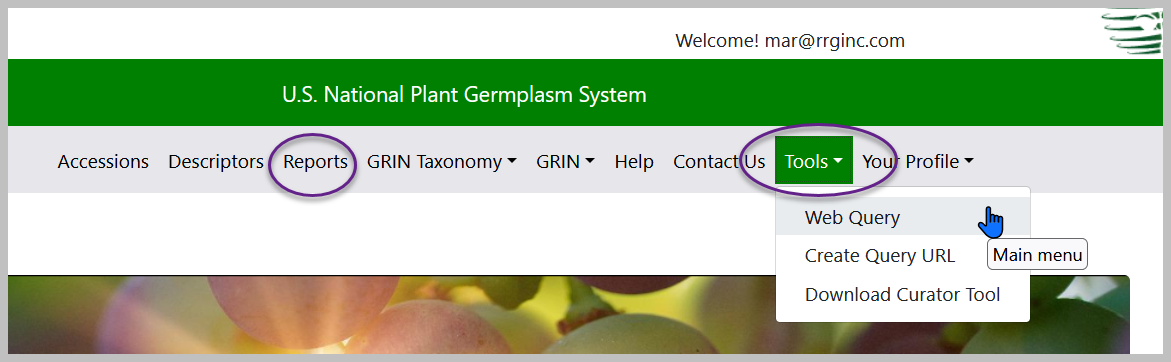 Welcome! mar@rrginc.com
U.S. National Plant Germplasm System
Accessions Descriptors Reports GRIN Taxonomy GRIN Help Contact Us Tools Your Profile
Web Query
Create Query URL
Main menu
Download Curator Tool